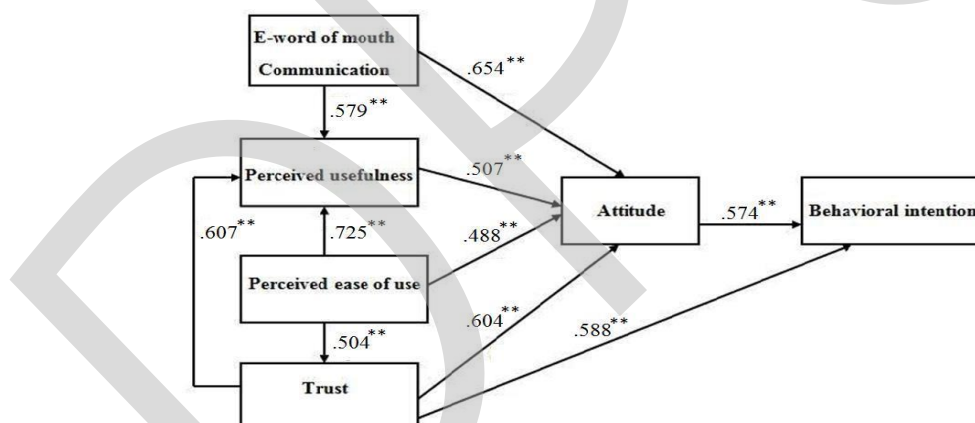 E-word of mouth
Communication
.654**
.579**
Perceived usefulness
.507**
Attitude
.574**
Behavioral intention
.607**
.725**
.488**
Perceived ease of use
.604**
.588**
.504**
Trust